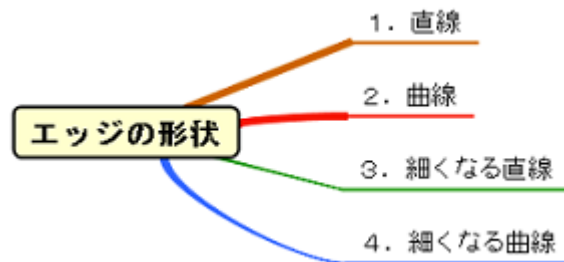 エッジの形状
1. 直線
2. 曲線
3. 細くなる直線
4. 細くなる曲線